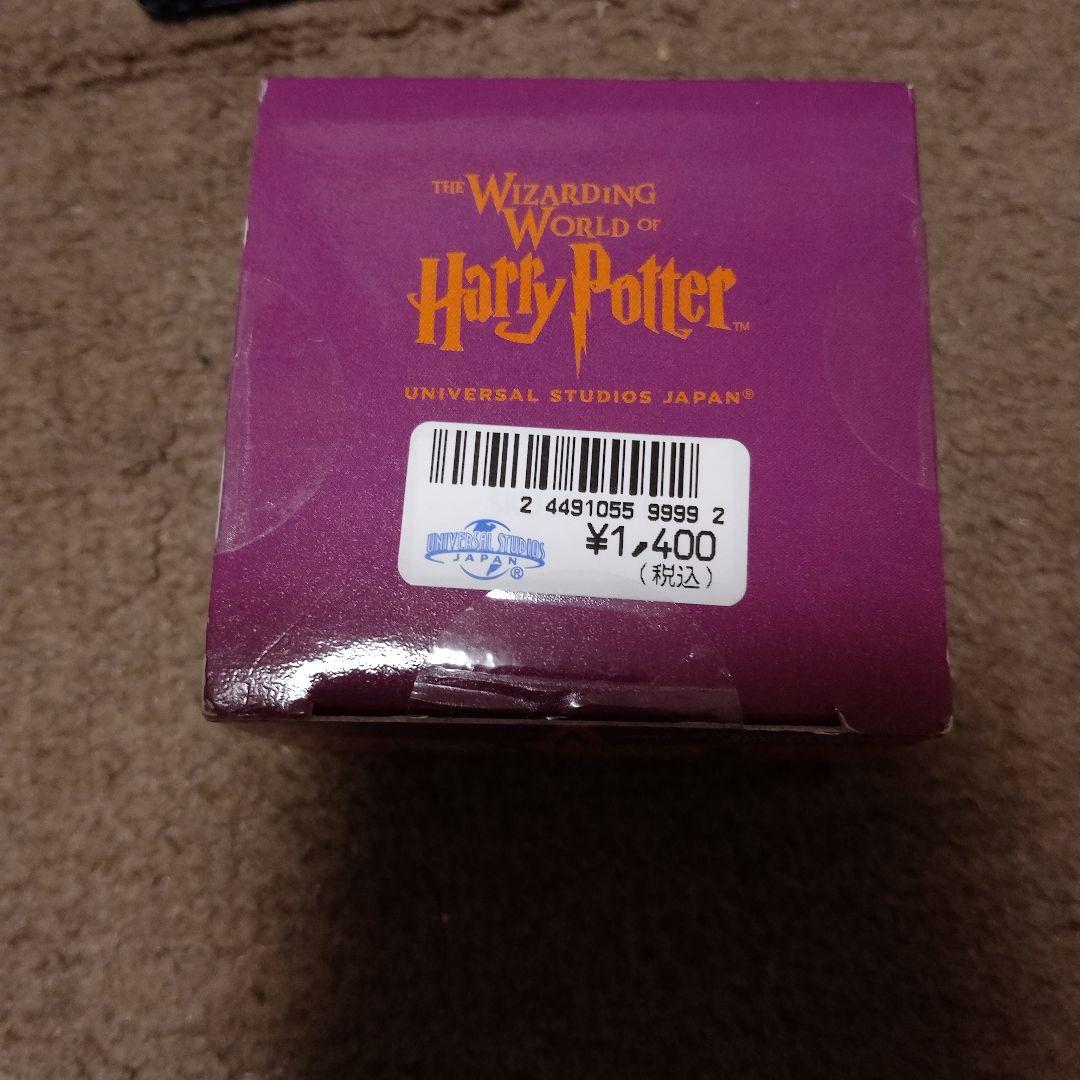 THE WIZARDING
WORLD OF
Harry Potter™
UNIVERSAL STUDIOS JAPAN®
2 4491055 9999 2
UNIVERSAL STUDIOS
JAPAN ®
¥1,400
(税込)